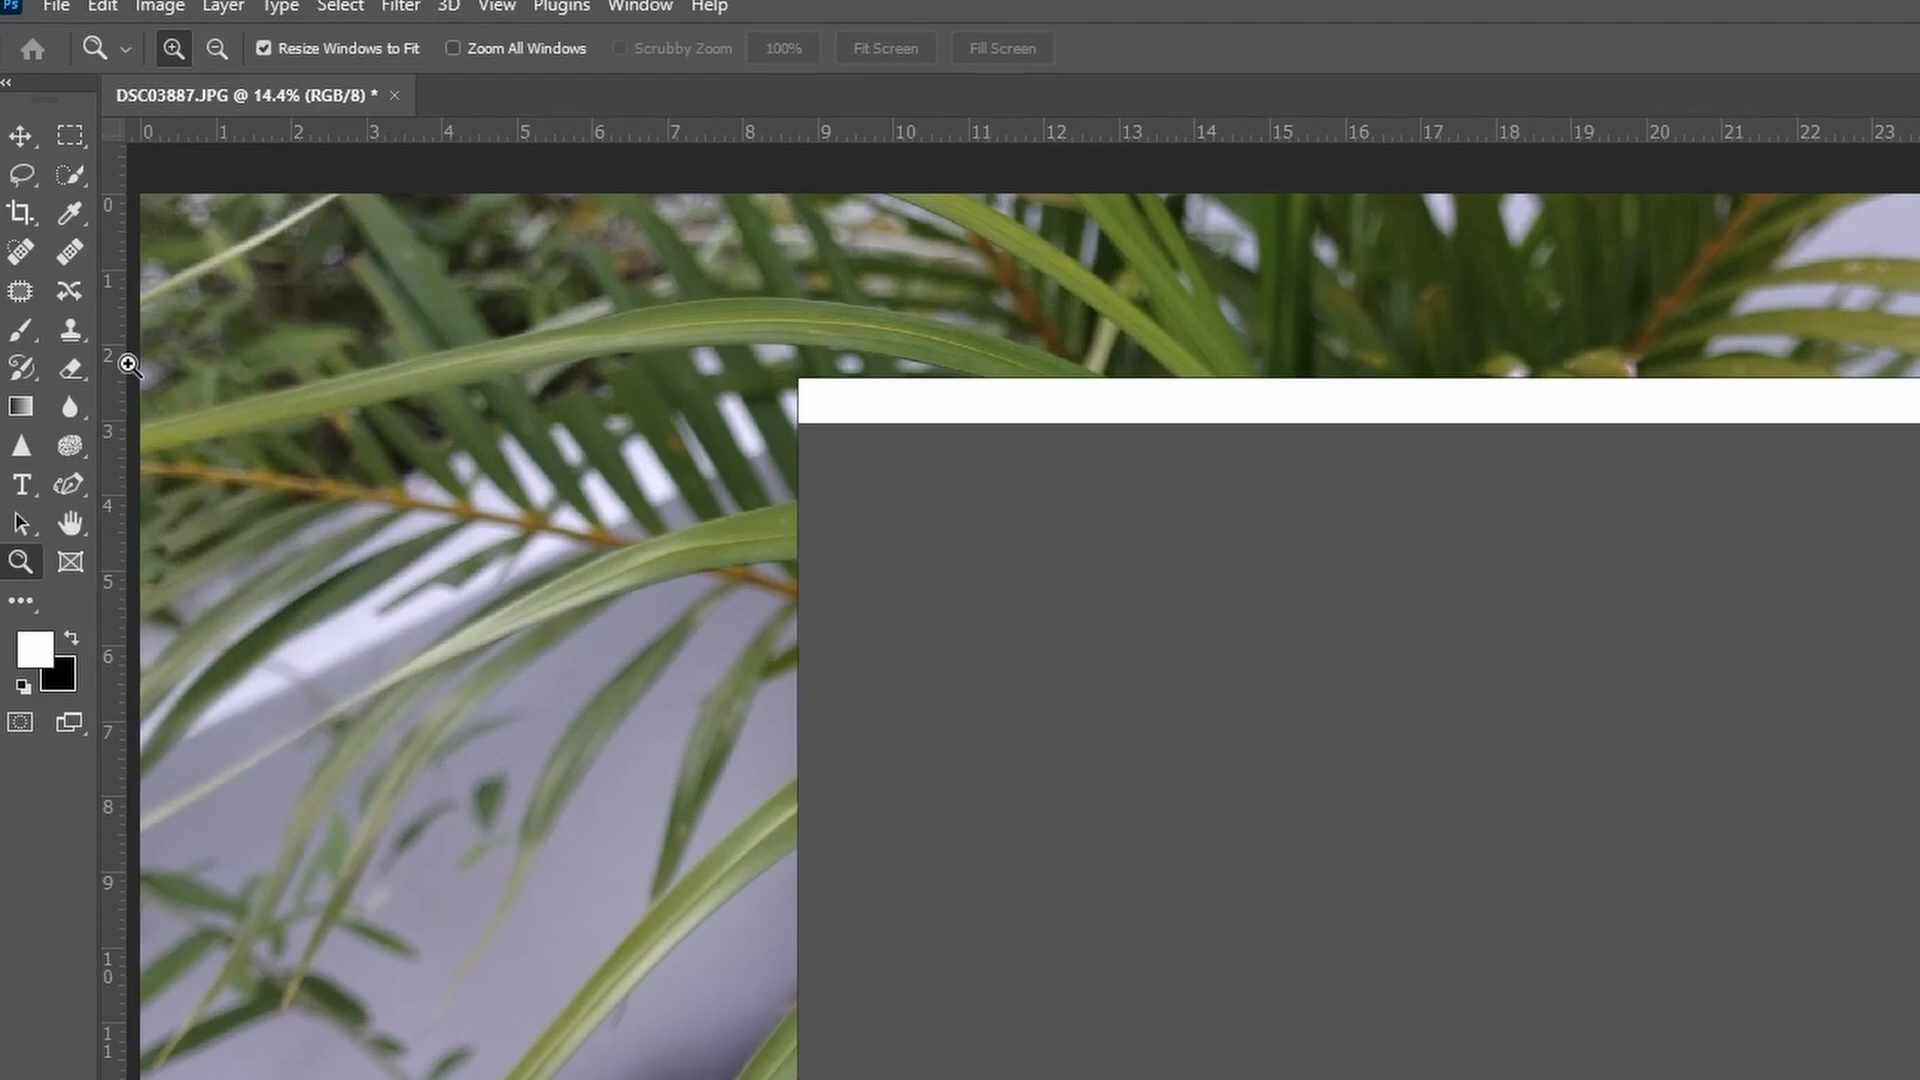 Ps File Edit Image Layer Type Select Filter 3D View Plugins Window Help
Resize Windows to Fit Zoom All Windows Scrubby Zoom 100% Fit Screen Fill Screen
DSC03887.JPG @ 14.4% (RGB/8) * ×
0 1 2 3 4 5 6 7 8 9 10 11 12 13 14 15 16 17 18 19 20 21 22 23
0
1
2
3
4
5
6
7
8
9
10
11
T